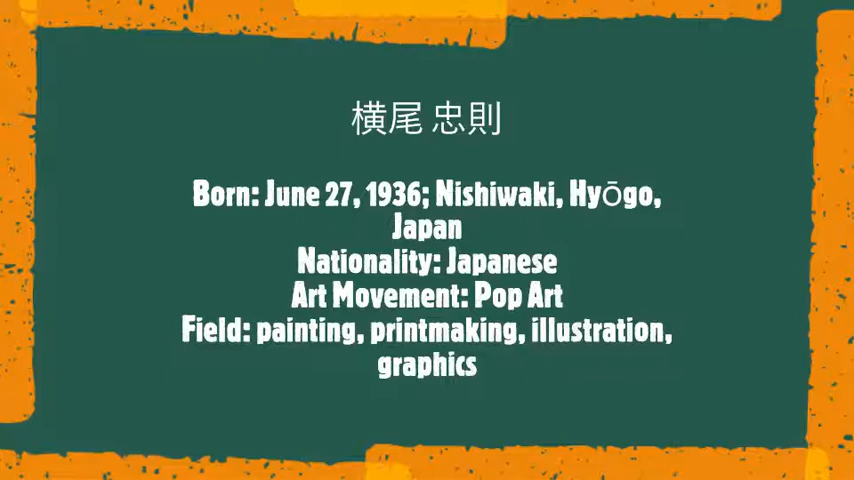 横尾 忠則
Born: June 27, 1936; Nishiwaki, Hyōgo,
Japan
Nationality: Japanese
Art Movement: Pop Art
Field: painting, printmaking, illustration,
graphics